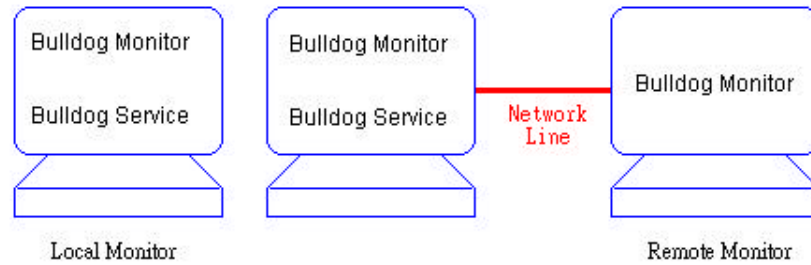 Bulldog Monitor
Bulldog Service
Local Monitor
Bulldog Monitor
Bulldog Service
Network
Line
Bulldog Monitor
Remote Monitor